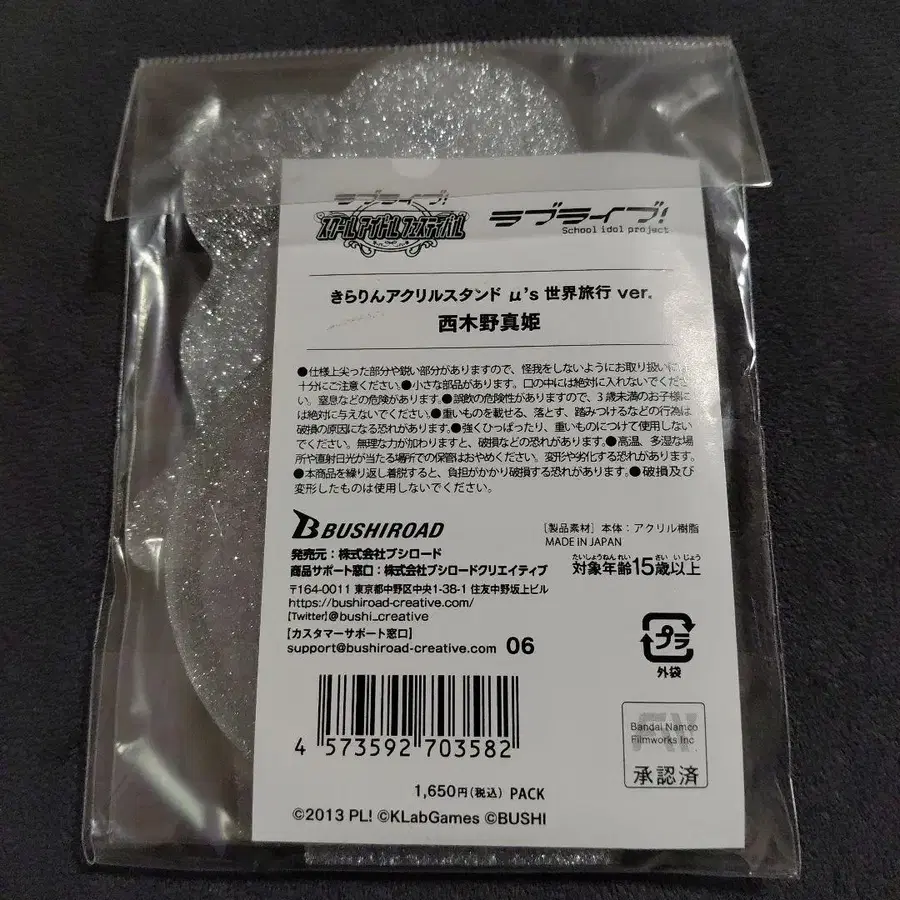 ラブライブ!
スクールアイドルフェスティバル
ラブライブ!
School idol project
きらりんアクリルスタンド μ's 世界旅行 ver.
西木野真姫
●仕様上尖った部分や鋭い部分がありますので、怪我をしないようにお取り扱いに
十分にご注意ください。●小さな部品があります。口の中には絶対に入れないでくださ
い。窒息などの危険があります。●誤飲の危険性がありますので、3歳未満のお子様に
は絶対に与えないでください。●重いものを載せる、落とす、踏みつけるなどの行為は
破損の原因になる恐れがあります。●強くひっぱったり、重いものにつけて使用しない
でください。無理な力が加わりますと、破損などの恐れがあります。●高温、多湿な場
所や直射日光が当たる場所での保管はおやめください。変形や劣化する恐れがあります。
●本商品を繰り返し着脱すると、負担がかかり破損する恐れがあります。●破損及び
変形したものは使用しないでください。
BUSHIROAD
発売元:株式会社ブシロード
商品サポート窓口:株式会社ブシロードクリエイティブ
〒164-0011 東京都中野区中央1-38-1 住友中野坂上ビル
https://bushiroad-creative.com/
【Twitter】@bushi_creative
【カスタマーサポート窓口】
support@bushiroad-creative.com 06
[製品素材] 本体:アクリル樹脂
MADE iN JAPAN
たいしょうねんれい さい いじょう
対象年齢15歳以上
プラ
外袋
4 573592 703582
Bandai Namco
Filmworks Inc
承認済
1,650円(税込) PACK
©2013 PL! ©KLabGames ©BUSHI